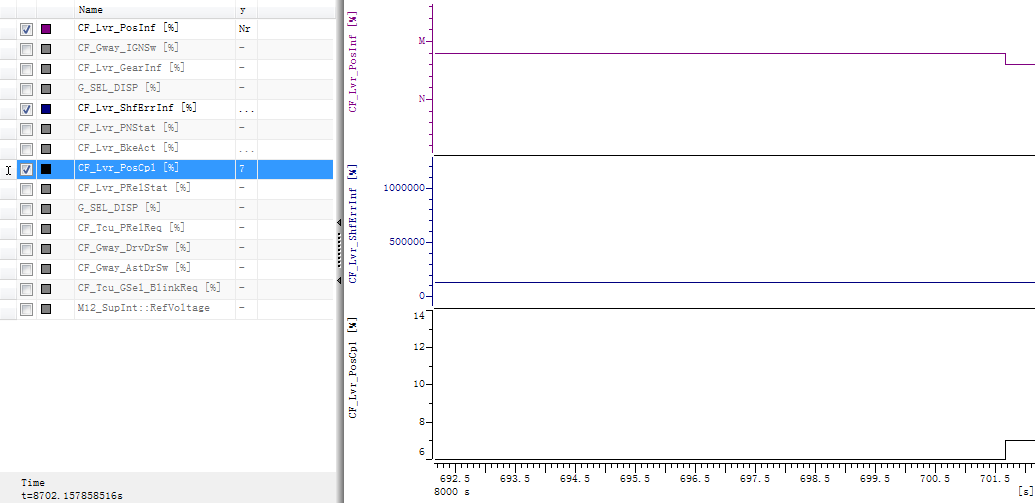 Name y
CF_Lvr_PosInf [%] Nr
CF_Gway_IGNSw [%] -
CF_Lvr_GearInf [%] -
G_SEL_DISP [%] -
CF_Lvr_ShfErrInf [%] ...
CF_Lvr_PNStat [%] -
CF_Lvr_BkeAct [%] ...
CF_Lvr_PosCpl [%] 7
CF_Lvr_PRelStat [%] -
G_SEL_DISP [%] -
CF_Tcu_PRelReq [%] -
CF_Gway_DrvDrSw [%] -
CF_Gway_AstDrSw [%] -
CF_Tcu_GSel_BlinkReq [%] -
M12_SupInt::RefVoltage -
Time
t=8702.157858516s
CF_Lvr_PosInf [%]
M
N
CF_Lvr_ShfErrInf [%]
1000000
500000
0
CF_Lvr_PosCpl [%]
14
12
10
8
6
692.5 693.5 694.5 695.5 696.5 697.5 698.5 699.5 700.5 701.5
8000 s [s]